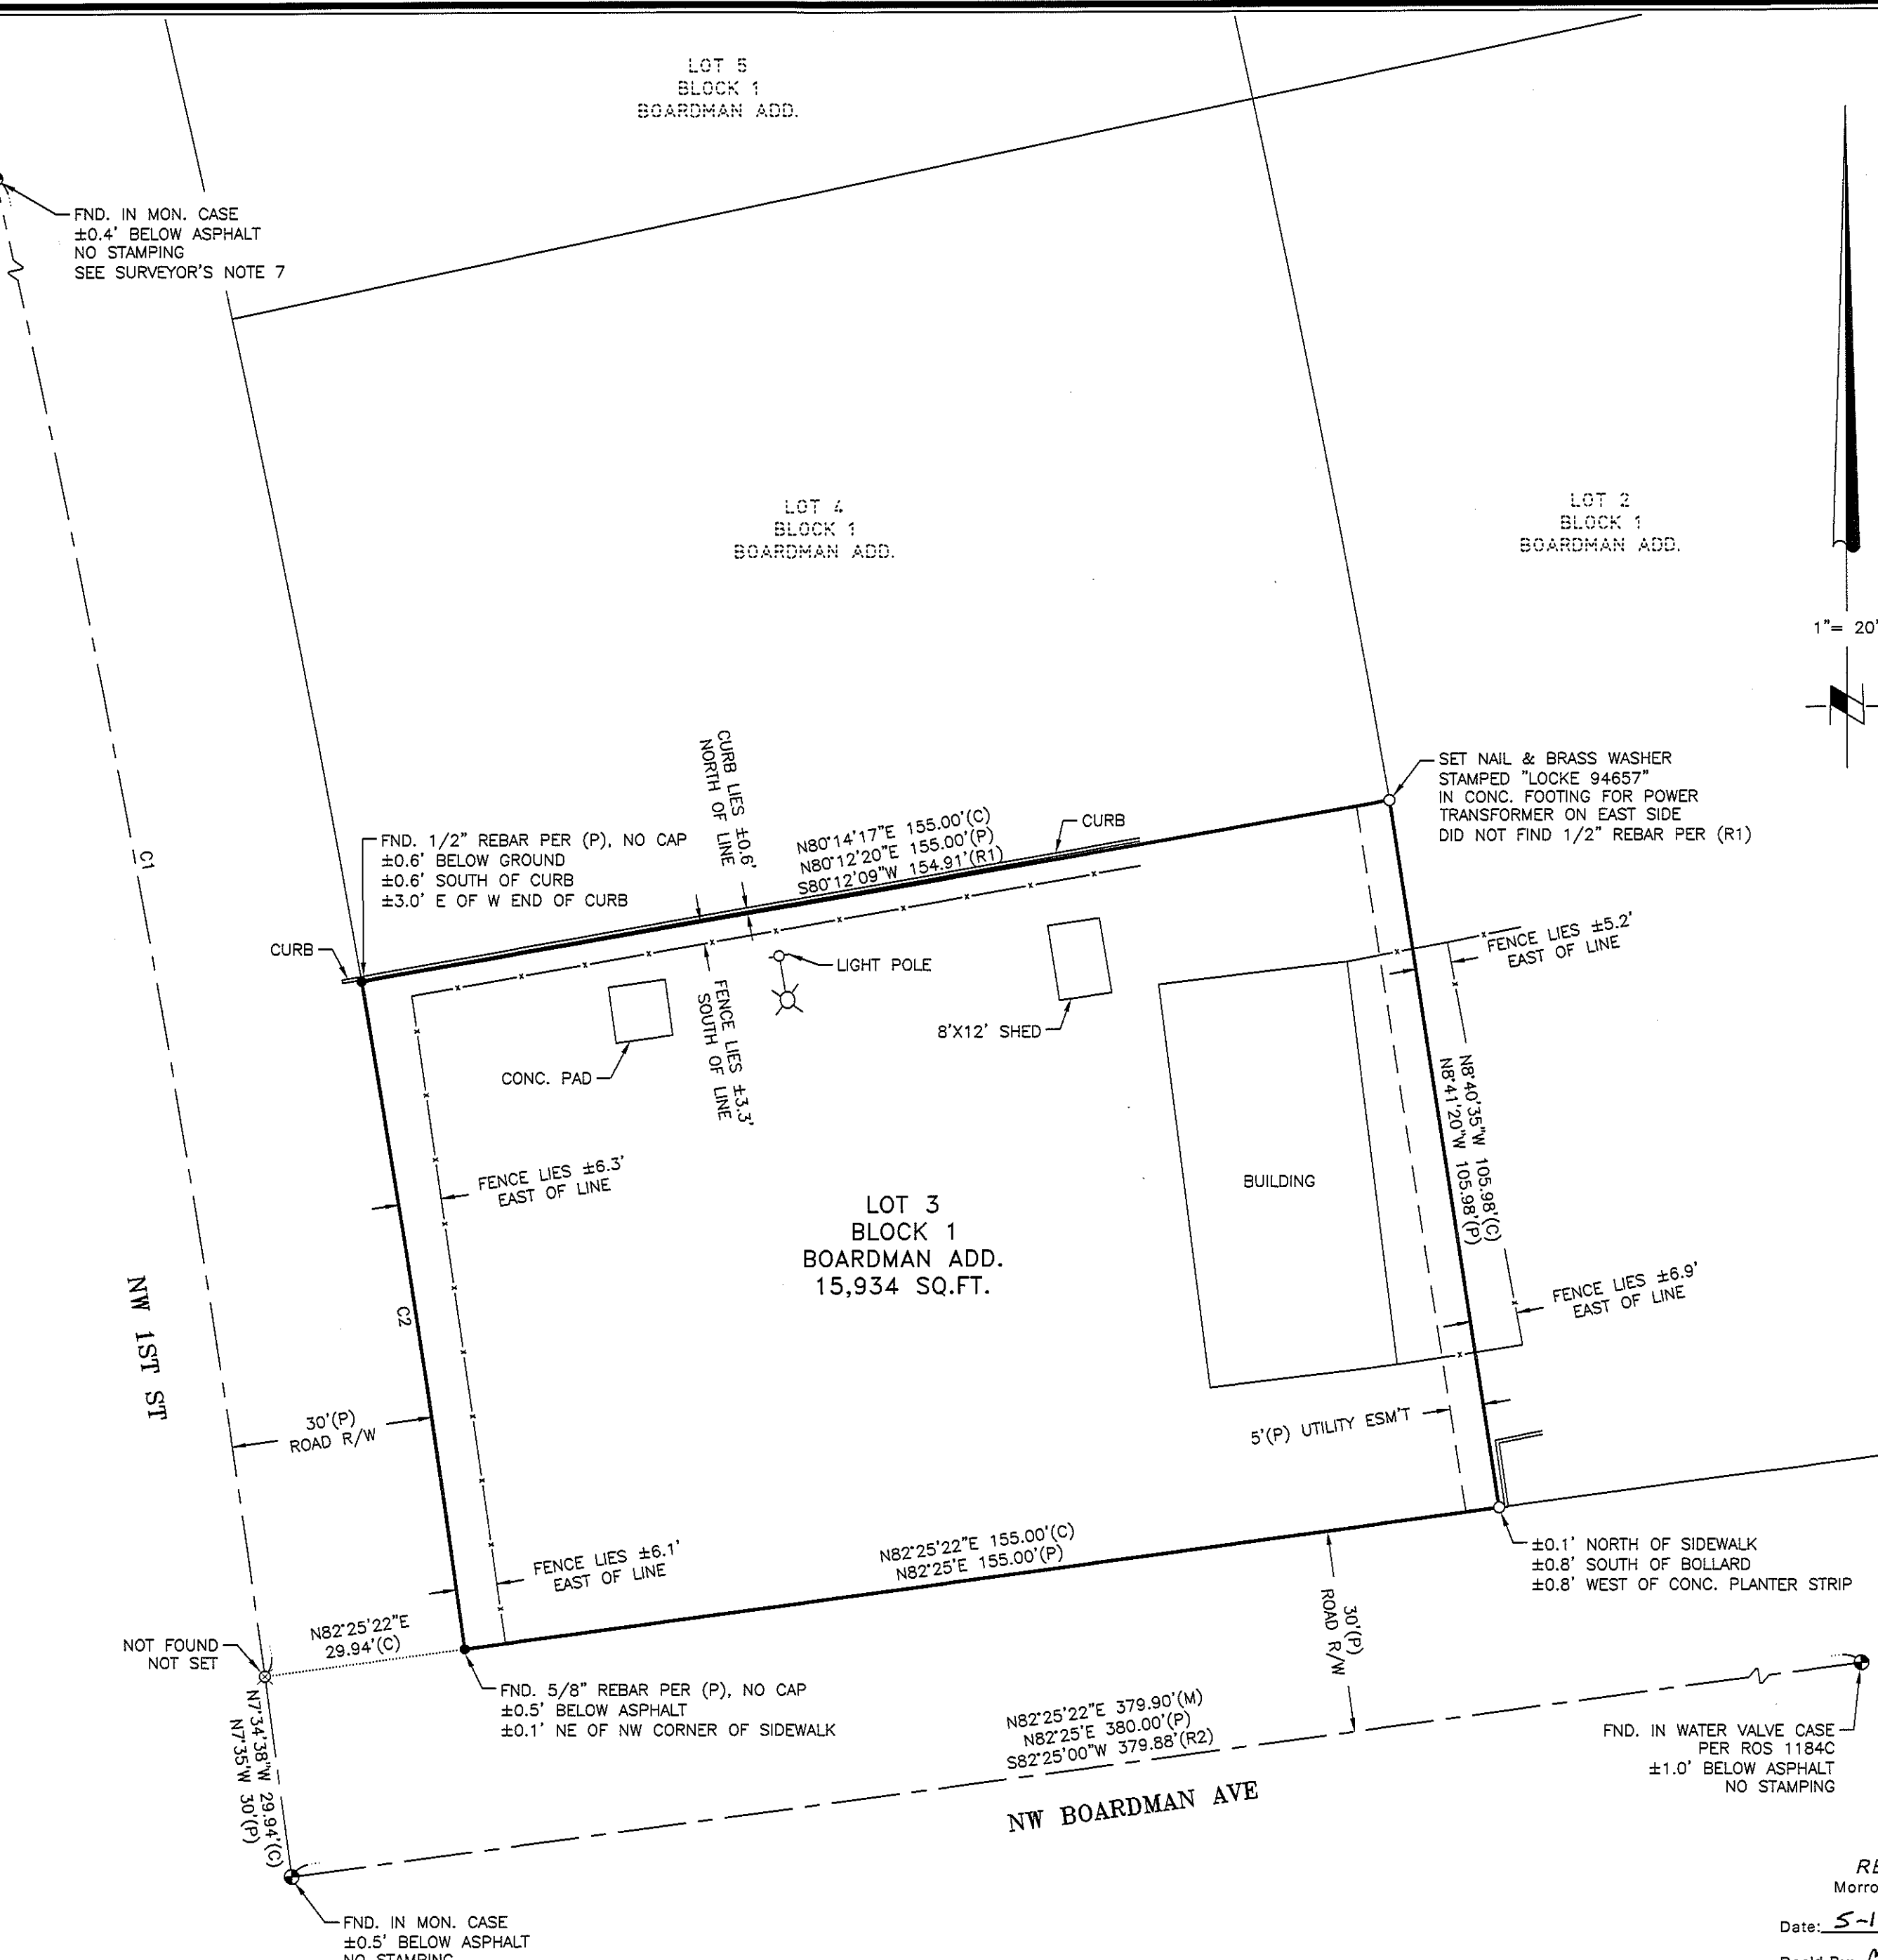 LOT 5
BLOCK 1
BOARDMAN ADD.
FND. IN MON. CASE
±0.4' BELOW ASPHALT
NO STAMPING
SEE SURVEYOR'S NOTE 7
LOT 4
BLOCK 1
BOARDMAN ADD.
LOT 2
BLOCK 1
BOARDMAN ADD.
1"= 20'
C1
SET NAIL & BRASS WASHER
STAMPED "LOCKE 94657"
IN CONC. FOOTING FOR POWER
TRANSFORMER ON EAST SIDE
DID NOT FIND 1/2" REBAR PER (R1)
CURB LIES ±0.6'
NORTH OF LINE
N80°14'17"E 155.00'(C)
N80°12'20"E 155.00'(P)
S80°12'09"W 154.91'(R1)
CURB
FND. 1/2" REBAR PER (P), NO CAP
±0.6' BELOW GROUND
±0.6' SOUTH OF CURB
±3.0' E OF W END OF CURB
CURB
LIGHT POLE
FENCE LIES ±5.2'
EAST OF LINE
8'X12' SHED
FENCE LIES ±3.3'
SOUTH OF LINE
CONC. PAD
N8°40'35"W 105.98'(C)
N8°41'20"W 105.98'(P)
FENCE LIES ±6.3'
EAST OF LINE
BUILDING
LOT 3
BLOCK 1
BOARDMAN ADD.
15,934 SQ.FT.
FENCE LIES ±6.9'
EAST OF LINE
C2
NW 1ST ST
30'(P)
ROAD R/W
5'(P) UTILITY ESM'T
FENCE LIES ±6.1'
EAST OF LINE
N82°25'22"E 155.00'(C)
N82°25'E 155.00'(P)
±0.1' NORTH OF SIDEWALK
±0.8' SOUTH OF BOLLARD
±0.8' WEST OF CONC. PLANTER STRIP
30'(P)
ROAD R/W
N82°25'22"E
29.94'(C)
NOT FOUND
NOT SET
FND. 5/8" REBAR PER (P), NO CAP
±0.5' BELOW ASPHALT
±0.1' NE OF NW CORNER OF SIDEWALK
N7°34'38"W 29.94'(C)
N7°35'W 30'(P)
N82°25'22"E 379.90'(M)
N82°25'E 380.00'(P)
S82°25'00"W 379.88'(R2)
NW BOARDMAN AVE
FND. IN WATER VALVE CASE
PER ROS 1184C
±1.0' BELOW ASPHALT
NO STAMPING
FND. IN MON. CASE
±0.5' BELOW ASPHALT
NO STAMPING
Morro
Date: 5-1